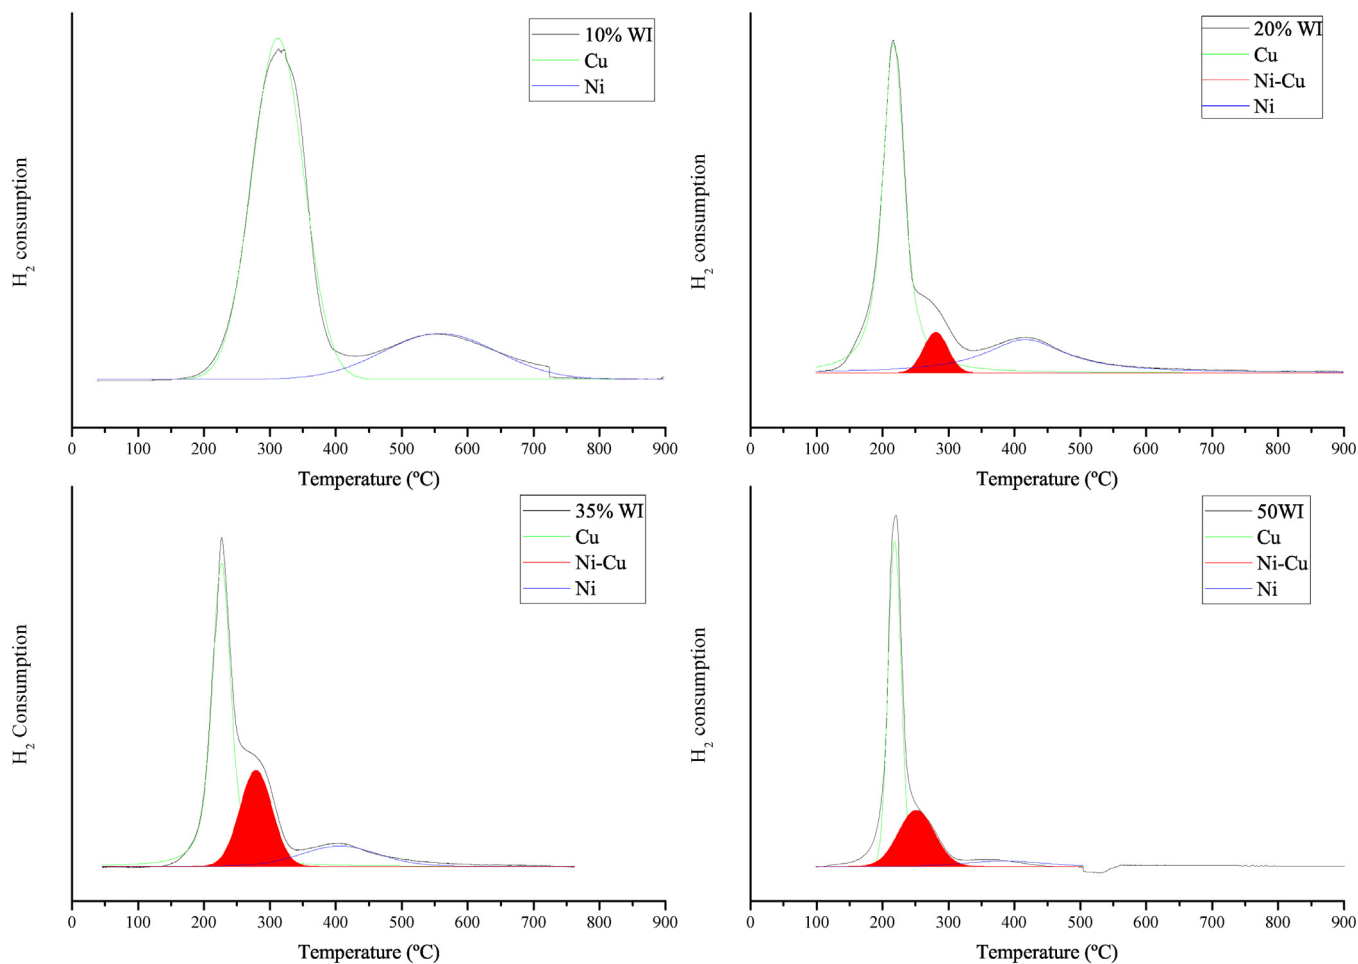 10% WI
Cu
Ni
H2 consunption
0 100 200 300 400 500 600 700 800 900
Temperature (ºC)
20% WI
Cu
Ni-Cu
Ni
H2 consumption
0 100 200 300 400 500 600 700 800 900
Temperature (ºC)
35% WI
Cu
Ni-Cu
Ni
H2 Consumption
0 100 200 300 400 500 600 700 800 900
Temperature (ºC)
50WI
Cu
Ni-Cu
Ni
H2 consumption
0 100 200 300 400 500 600 700 800 900
Temperature (ºC)